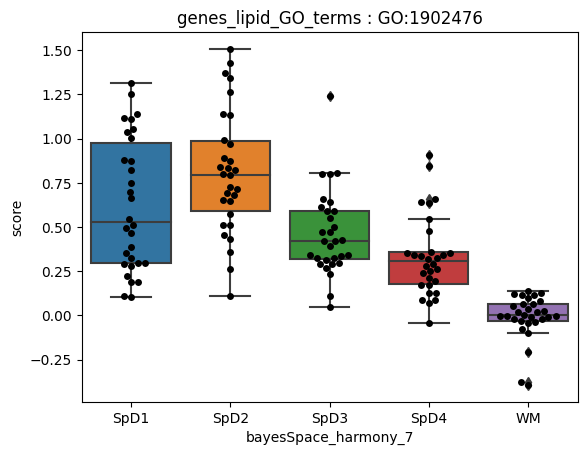 genes_lipid_GO_terms : GO:1902476
1.50
1.25
1.00
0.75
0.50
0.25
0.00
−0.25
score
SpD1 SpD2 SpD3 SpD4 WM
bayesSpace_harmony_7